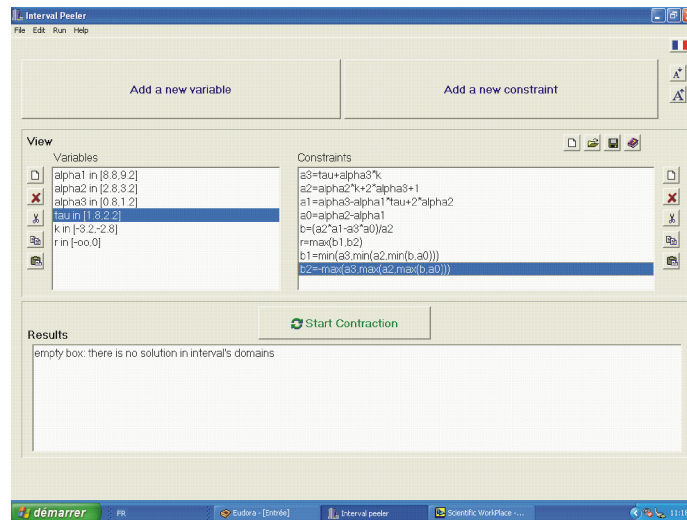 Interval Peeler
File Edit Run Help
Add a new variable
Add a new constraint
View
Variables
alpha1 in [8.8,9.2]
alpha2 in [2.8,3.2]
alpha3 in [0.8,1.2]
tau in [1.8,2.2]
k in [-3.2,-2.8]
r in [-oo,0]
Constraints
a3=tau+alpha3*k
a2=alpha2*k+2*alpha3+1
a1=alpha3-alpha1*tau+2*alpha2
a0=alpha2-alpha1
b=(a2*a1-a3*a0)/a2
r=max(b1,b2)
b1=min(a3,min(a2,min(b,a0)))
b2=-max(a3,max(a2,max(b,a0)))
Start Contraction
Results
empty box: there is no solution in interval's domains
démarrer
FR
Eudora - [Entrée]
Interval peeler
Scientific WorkPlace -...
11:18